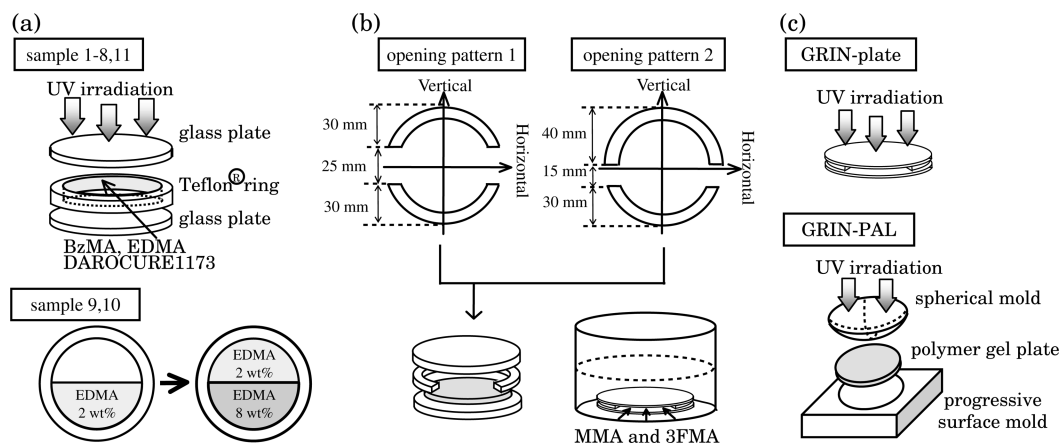 (a)
sample 1-8,11
UV irradiation
glass plate
Teflon® ring
glass plate
BzMA, EDMA
DAROCURE1173
sample 9,10
EDMA
2 wt%
EDMA
2 wt%
EDMA
8 wt%
(b)
opening pattern 1
Vertical
30 mm
25 mm
30 mm
Horizontal
opening pattern 2
Vertical
40 mm
15 mm
30 mm
Horizontal
MMA and 3FMA
(c)
GRIN-plate
UV irradiation
GRIN-PAL
UV irradiation
spherical mold
polymer gel plate
progressive
surface mold